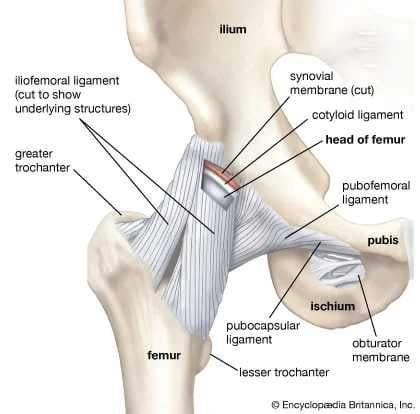 ilium
iliofemoral ligament
(cut to show
underlying structures)
synovial
membrane (cut)
cotyloid ligament
head of femur
greater
trochanter
pubofemoral
ligament
pubis
ischium
pubocapsular
ligament
obturator
membrane
femur
lesser trochanter
© Encyclopædia Britannica, Inc.